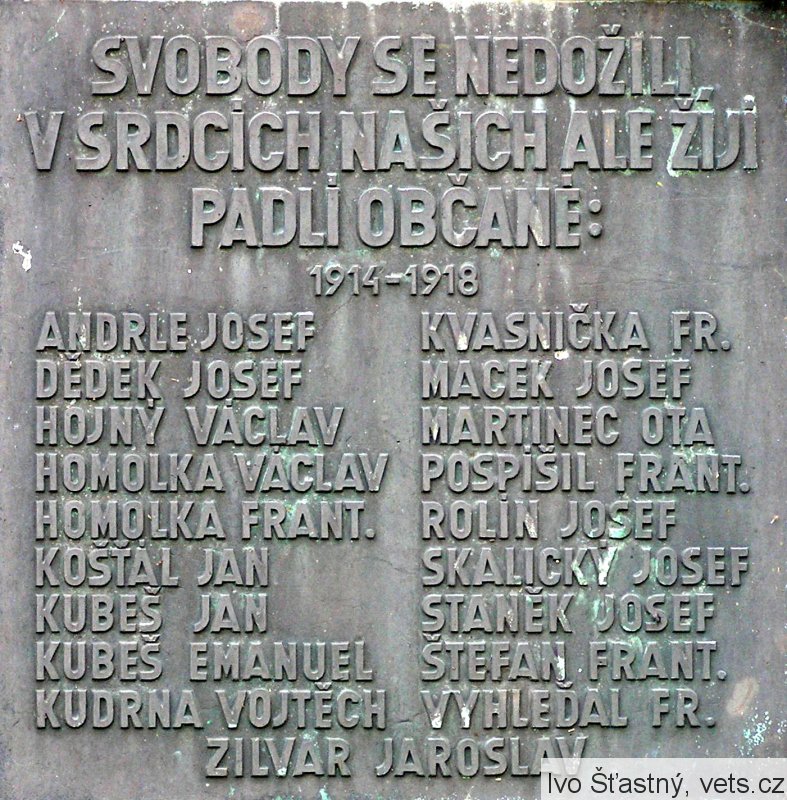 SVOBODY SE NEDOŽILI
V SRDCÍCH NAŠICH ALE ŽIJÍ
PADLÍ OBČANÉ:
1914-1918
ANDRLE JOSEF
DĚDEK JOSEF
HOJNÝ VÁCLAV
HOMOLKA VÁCLAV
HOMOLKA FRANT.
KOŠŤÁL JAN
KUBEŠ JAN
KUBEŠ EMANUEL
KUDRNA VOJTĚCH
KVASNIČKA FR.
MACEK JOSEF
MARTINEC OTA
POSPÍŠIL FRANT.
ROLÍN JOSEF
SKALICKÝ JOSEF
STANĚK JOSEF
ŠTEFAN FRANT.
VYHLEĎAL FR.
ZILVAR JAROSLAV
Ivo Šťastný, vets.cz